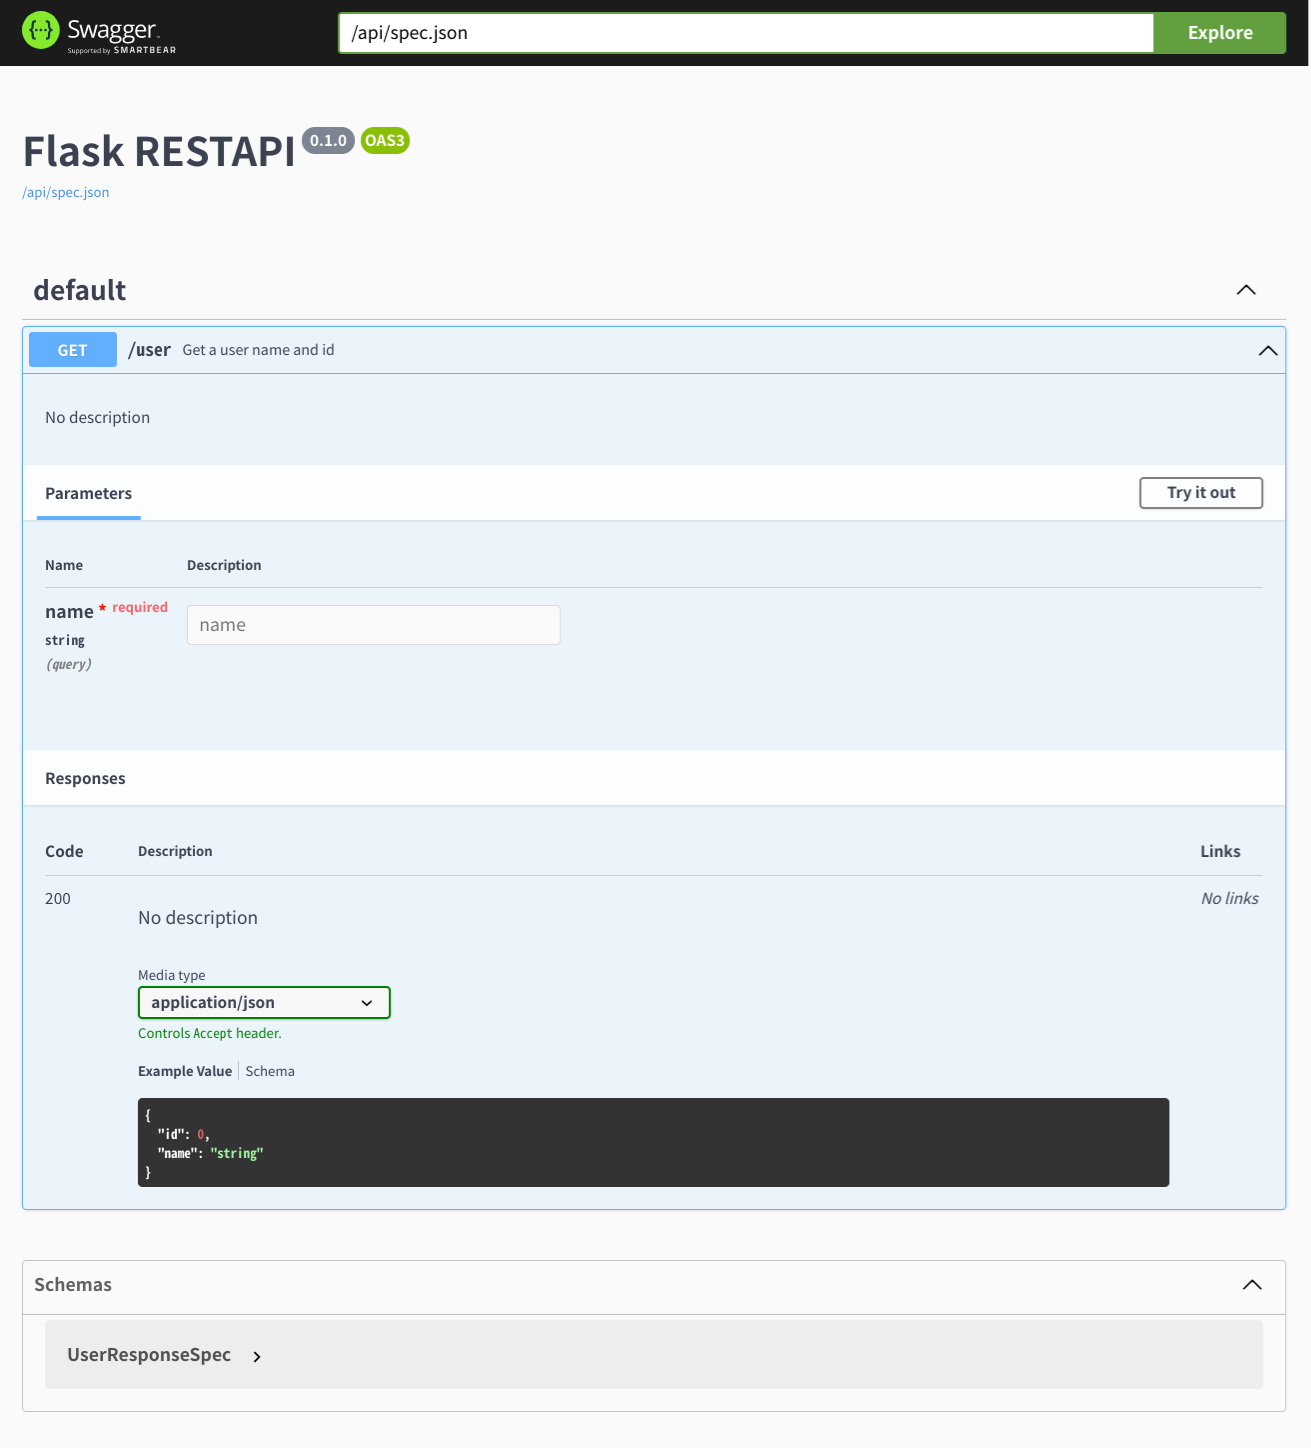 Swagger
Supported by SMARTBEAR
/api/spec.json
Explore
Flask RESTAPI 0.1.0 OAS3
/api/spec.json
default
GET /user Get a user name and id
No description
Parameters
Try it out
Name Description
name * required
string
(query)
name
Responses
Code Description Links
200 No links
No description
Media type
application/json
Controls Accept header.
Example Value Schema
{
"id": 0,
"name": "string"
}
Schemas
UserResponseSpec